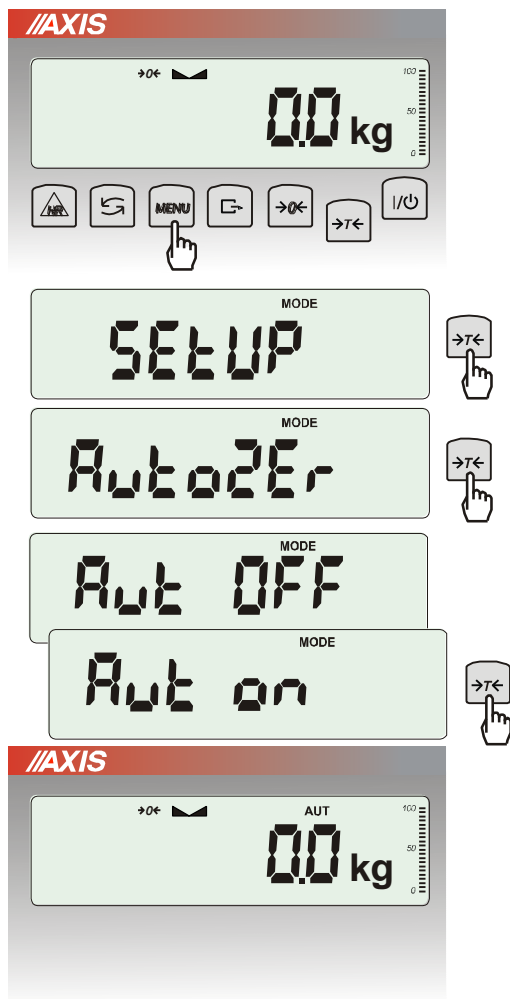 //AXIS
→0← 100
50
0.0 kg
0
HR MENU →0← →T← I/⏻
MODE
SEtUP →T←
MODE
AutoZEr →T←
MODE
Aut OFF
MODE
Aut on →T←
//AXIS
→0← AUT 100
50
0.0 kg
0